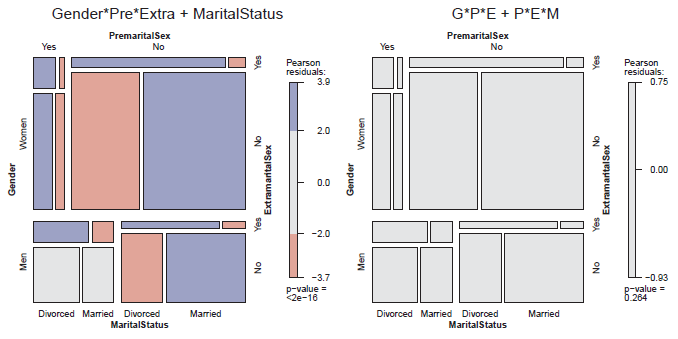 Gender*Pre*Extra + MaritalStatus
PremaritalSex
Yes
No
Yes
No
Yes
No
Women
Men
Gender
ExtramaritalSex
Divorced
Married
Divorced
Married
MaritalStatus
Pearson
residuals:
3.9
2.0
0.0
−2.0
−3.7
p−value =
<2e−16
G*P*E + P*E*M
PremaritalSex
Yes
No
Yes
No
Yes
No
Women
Men
Gender
ExtramaritalSex
Divorced
Married
Divorced
Married
MaritalStatus
Pearson
residuals:
0.75
0.00
−0.93
p−value =
0.264